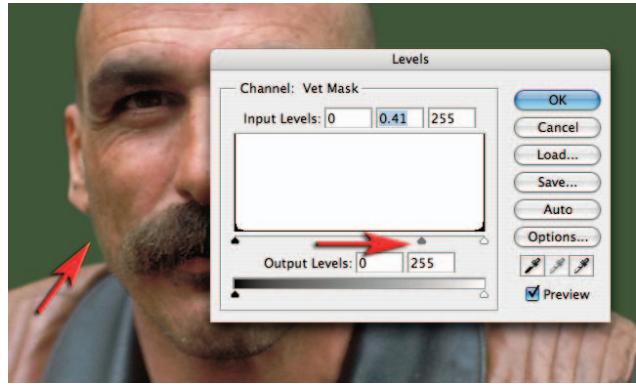 Levels
Channel: Vet Mask
Input Levels: 0 0.41 255
Output Levels: 0 255
OK
Cancel
Load...
Save...
Auto
Options...
Preview